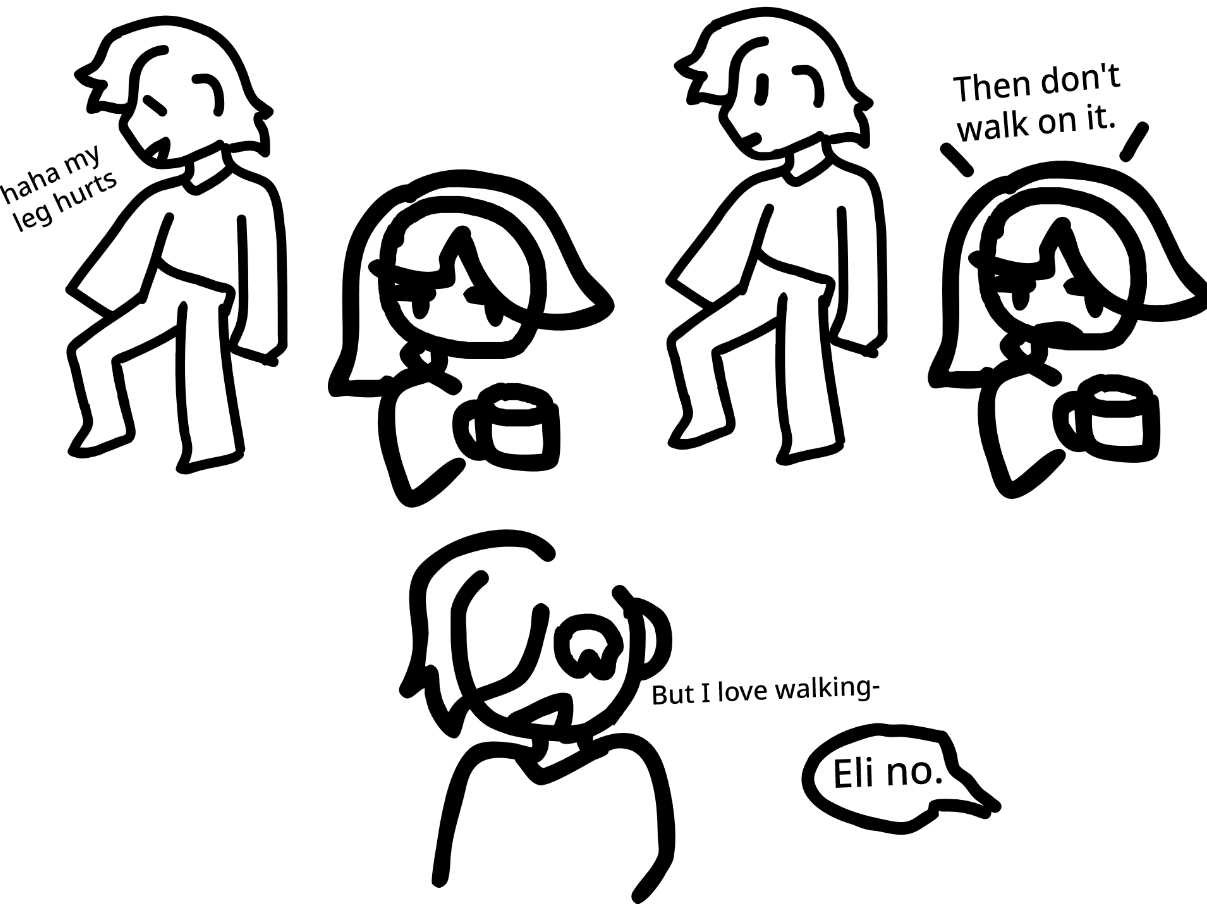 haha my
leg hurts
Then don't
walk on it.
But I love walking-
Eli no.